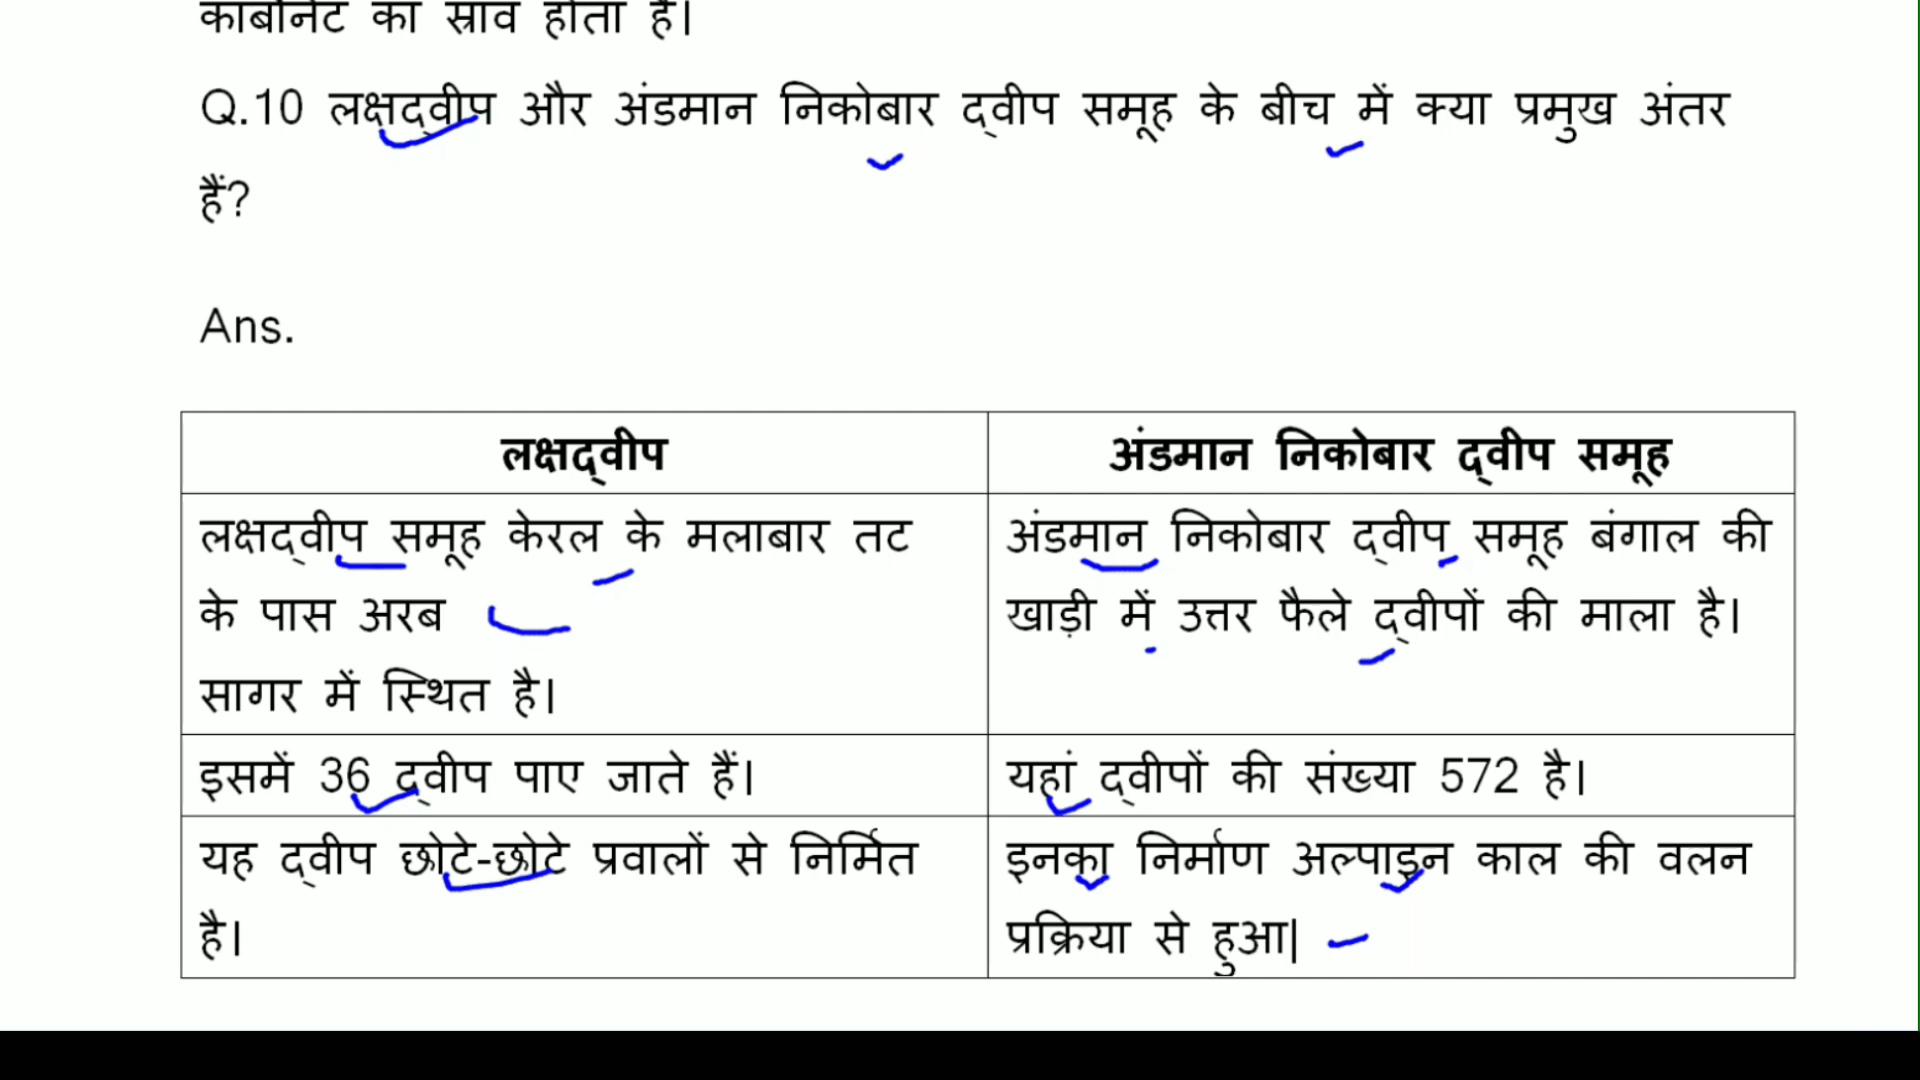 कार्बोनेट का स्राव होता है।
Q.10 लक्षद्वीप और अंडमान निकोबार द्वीप समूह के बीच में क्या प्रमुख अंतर
हैं?
Ans.
लक्षद्वीप
अंडमान निकोबार द्वीप समूह
लक्षद्वीप समूह केरल के मलाबार तट
के पास अरब
सागर में स्थित है।
अंडमान निकोबार द्वीप समूह बंगाल की
खाड़ी में उत्तर फैले द्वीपों की माला है।
इसमें 36 द्वीप पाए जाते हैं।
यहां द्वीपों की संख्या 572 है।
यह द्वीप छोटे-छोटे प्रवालों से निर्मित
है।
इनका निर्माण अल्पाइन काल की वलन
प्रक्रिया से हुआ|